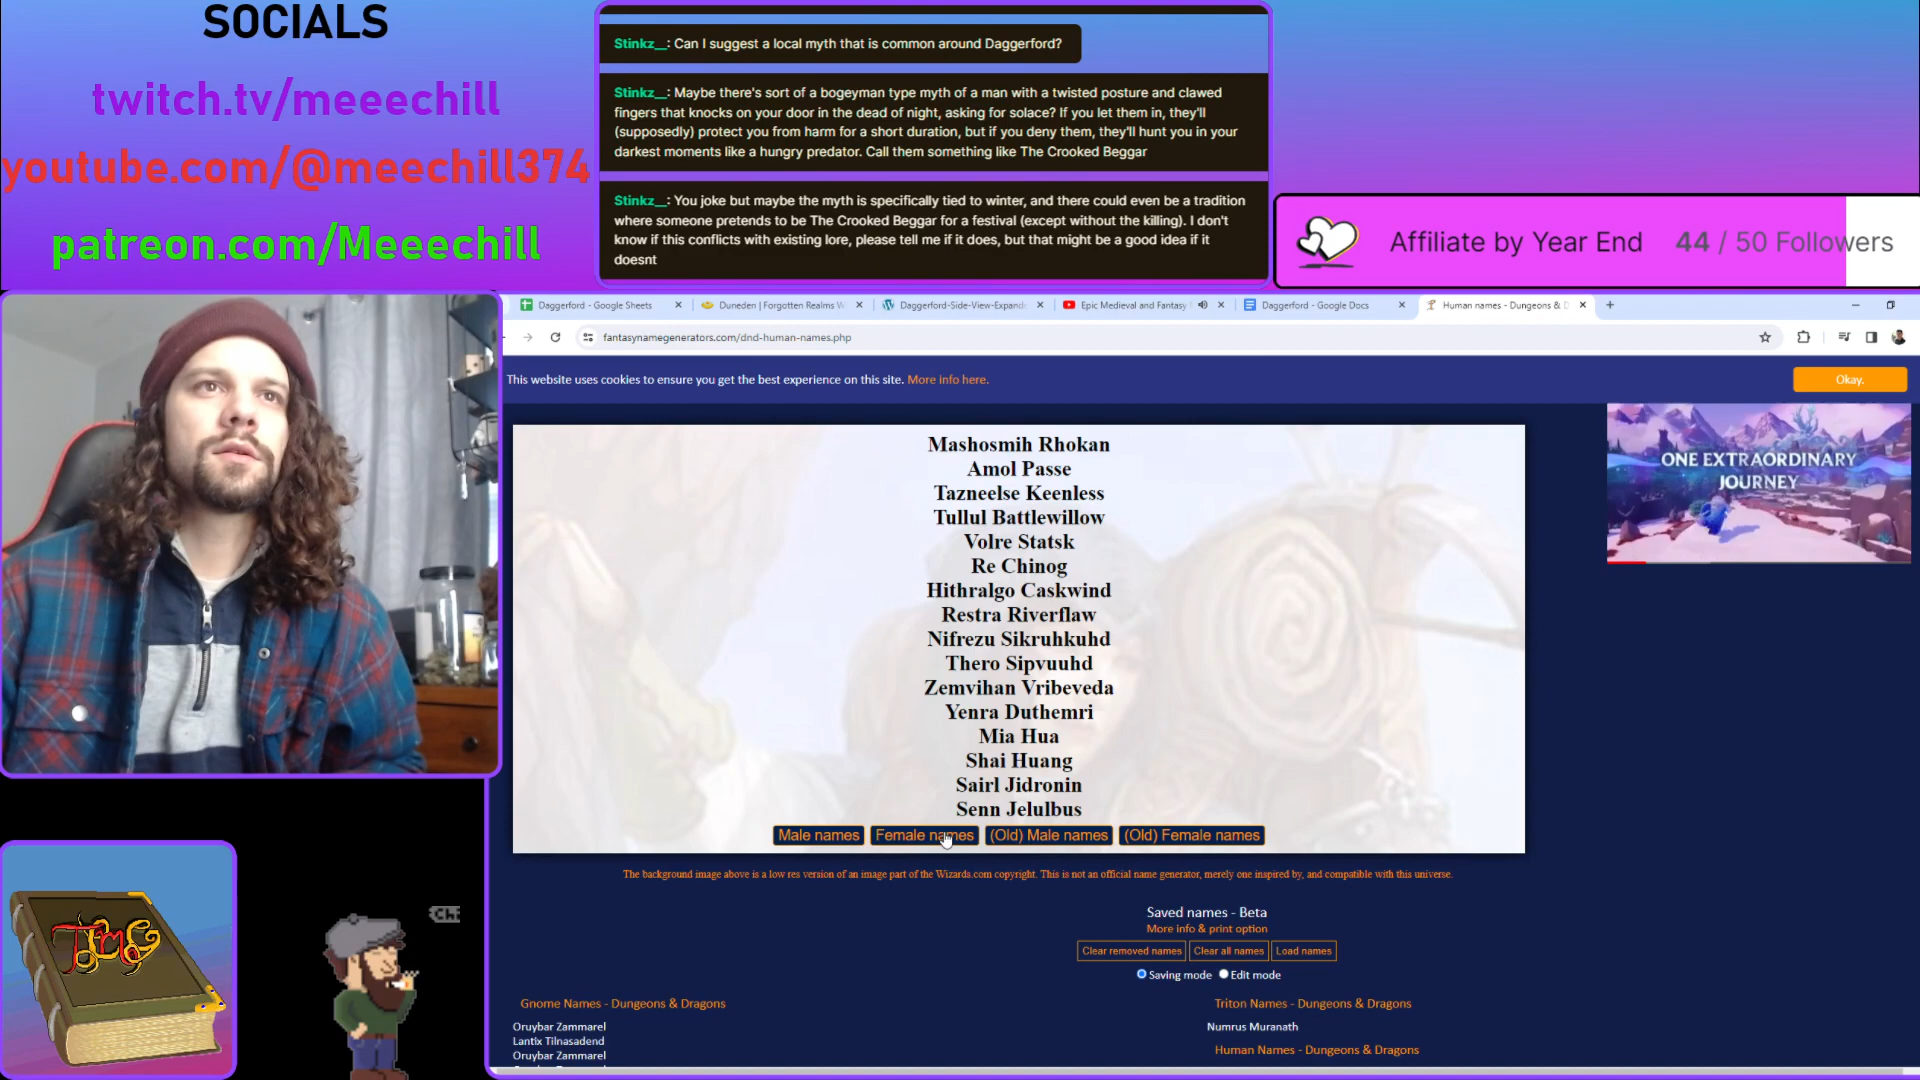 SOCIALS
twitch.tv/meeechill
youtube.com/@meechill374
patreon.com/Meeechill
Stinkz__: Can I suggest a local myth that is common around Daggerford?
Stinkz__: Maybe there's sort of a bogeyman type myth of a man with a twisted posture and clawed
fingers that knocks on your door in the dead of night, asking for solace? If you let them in, they'll
(supposedly) protect you from harm for a short duration, but if you deny them, they'll hunt you in your
darkest moments like a hungry predator. Call them something like The Crooked Beggar
Stinkz__: You joke but maybe the myth is specifically tied to winter, and there could even be a tradition
where someone pretends to be The Crooked Beggar for a festival (except without the killing). I don't
know if this conflicts with existing lore, please tell me if it does, but that might be a good idea if it
doesnt
Affiliate by Year End 44 / 50 Followers
Daggerford - Google Sheets
Duneden | Forgotten Realms W
Daggerford-Side-View-Expand
Epic Medieval and Fantasy
Daggerford - Google Docs
Human names - Dungeons & D
fantasynamegenerators.com/dnd-human-names.php
This website uses cookies to ensure you get the best experience on this site. More info here.
Okay.
ONE EXTRAORDINARY
JOURNEY
Mashosmih Rhokan
Amol Passe
Tazneelse Keenless
Tullul Battlewillow
Volre Statsk
Re Chinog
Hithralgo Caskwind
Restra Riverflaw
Nifrezu Sikruhkuhd
Thero Sipvuuhd
Zemvihan Vribeveda
Yenra Duthemri
Mia Hua
Shai Huang
Sairl Jidronin
Senn Jelulbus
Male names
Female names
(Old) Male names
(Old) Female names
The background image above is a low res version of an image part of the Wizards.com copyright. This is not an official name generator, merely one inspired by, and compatible with this universe.
Saved names - Beta
More info & print option
Clear removed names
Clear all names
Load names
Saving mode
Edit mode
Gnome Names - Dungeons & Dragons
Oruybar Zammarel
Lantix Tilnasadend
Oruybar Zammarel
Triton Names - Dungeons & Dragons
Numrus Muranath
Human Names - Dungeons & Dragons